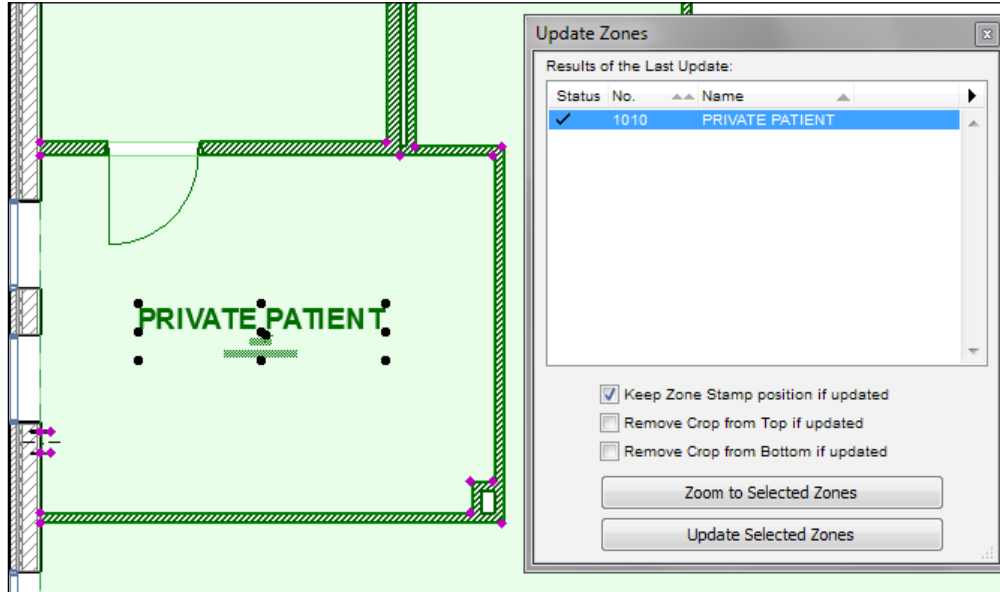 Update Zones
Results of the Last Update:
Status No. Name
1010 PRIVATE PATIENT
PRIVATE PATIENT
Keep Zone Stamp position if updated
Remove Crop from Top if updated
Remove Crop from Bottom if updated
Zoom to Selected Zones
Update Selected Zones